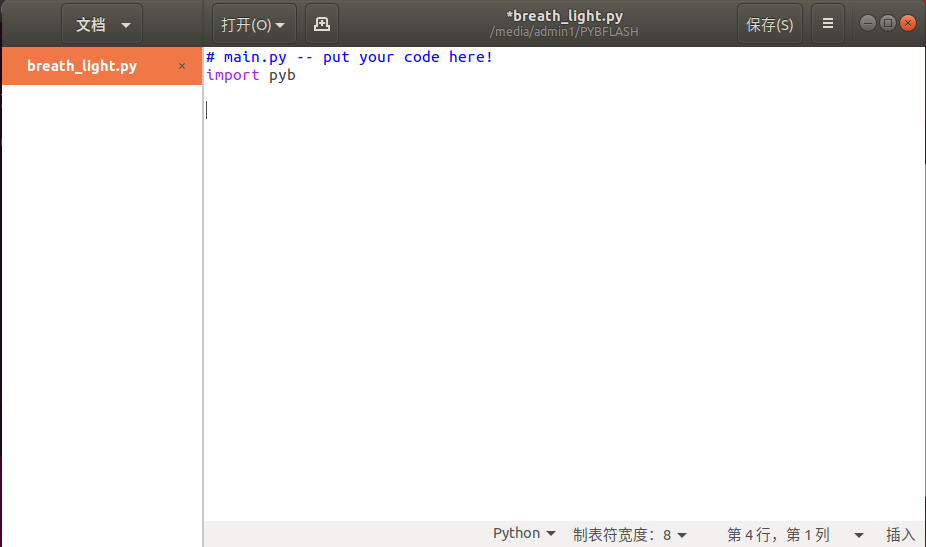 文档
打开(O)
*breath_light.py
/media/admin1/PYBFLASH
保存(S)
breath_light.py
×
# main.py -- put your code here!
import pyb
Python
制表符宽度：8
第 4 行，第 1 列
插入